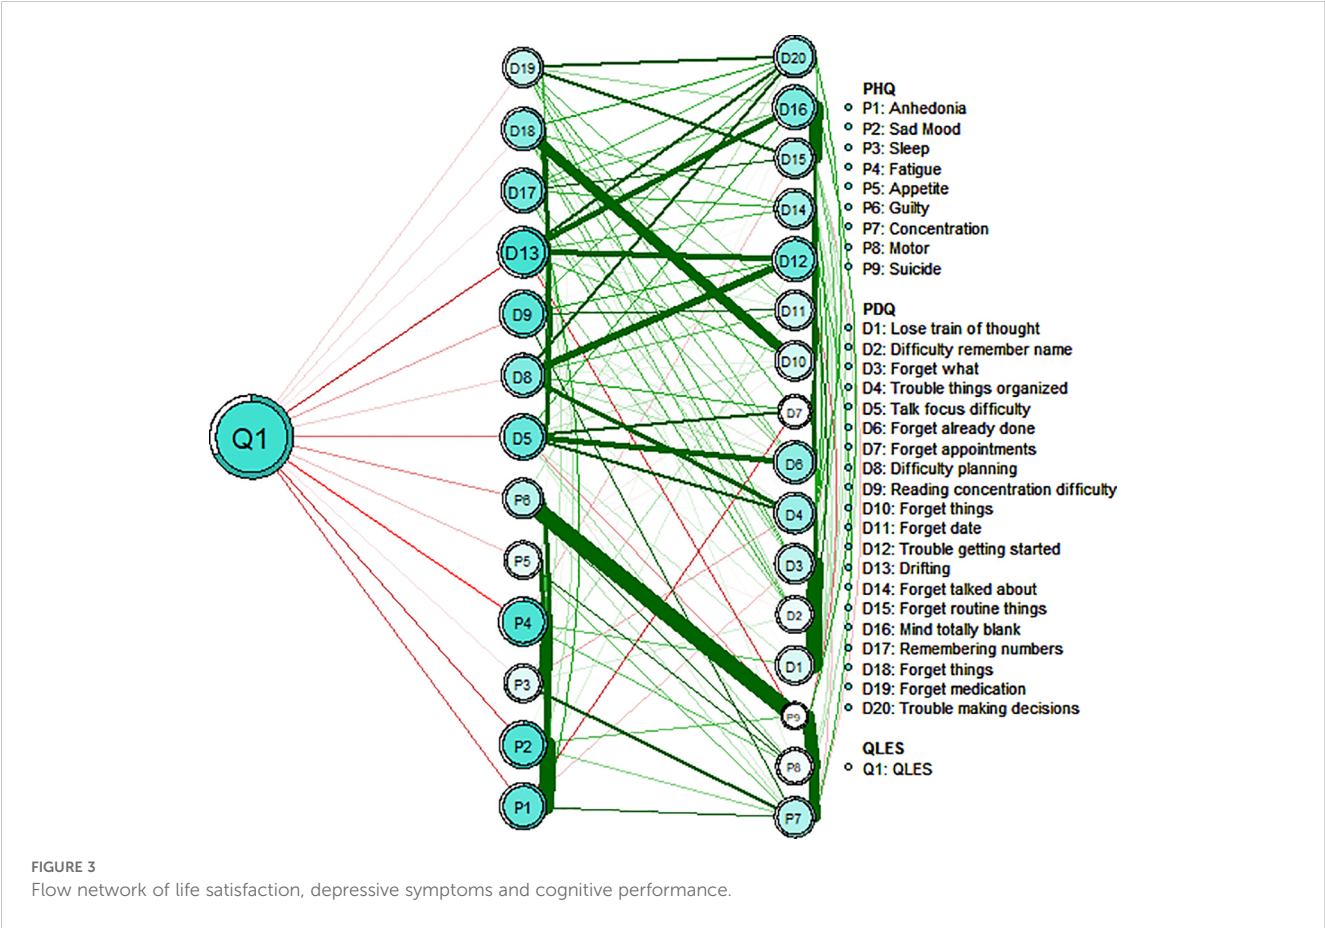 Q1
D19
D18
D17
D13
D9
D8
D5
P6
P5
P4
P3
P2
P1
D20
D16
D15
D14
D12
D11
D10
D7
D6
D4
D3
D2
D1
P9
P8
P7
PHQ
P1: Anhedonia
P2: Sad Mood
P3: Sleep
P4: Fatigue
P5: Appetite
P6: Guilty
P7: Concentration
P8: Motor
P9: Suicide
PDQ
D1: Lose train of thought
D2: Difficulty remember name
D3: Forget what
D4: Trouble things organized
D5: Talk focus difficulty
D6: Forget already done
D7: Forget appointments
D8: Difficulty planning
D9: Reading concentration difficulty
D10: Forget things
D11: Forget date
D12: Trouble getting started
D13: Drifting
D14: Forget talked about
D15: Forget routine things
D16: Mind totally blank
D17: Remembering numbers
D18: Forget things
D19: Forget medication
D20: Trouble making decisions
QLES
Q1: QLES
FIGURE 3
Flow network of life satisfaction, depressive symptoms and cognitive performance.